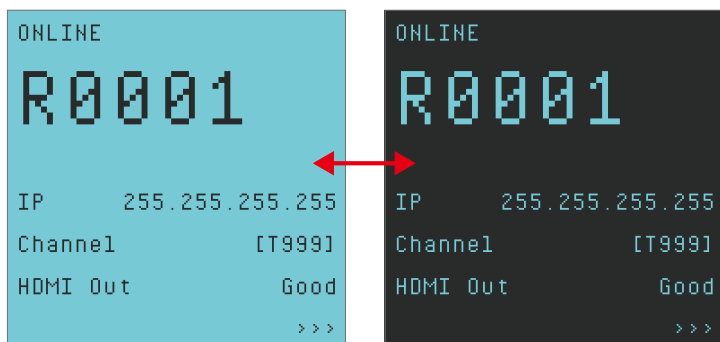 ONLINE
R0001
IP 255.255.255.255
Channel [T999]
HDMI Out Good
>>>
ONLINE
R0001
IP 255.255.255.255
Channel [T999]
HDMI Out Good
>>>